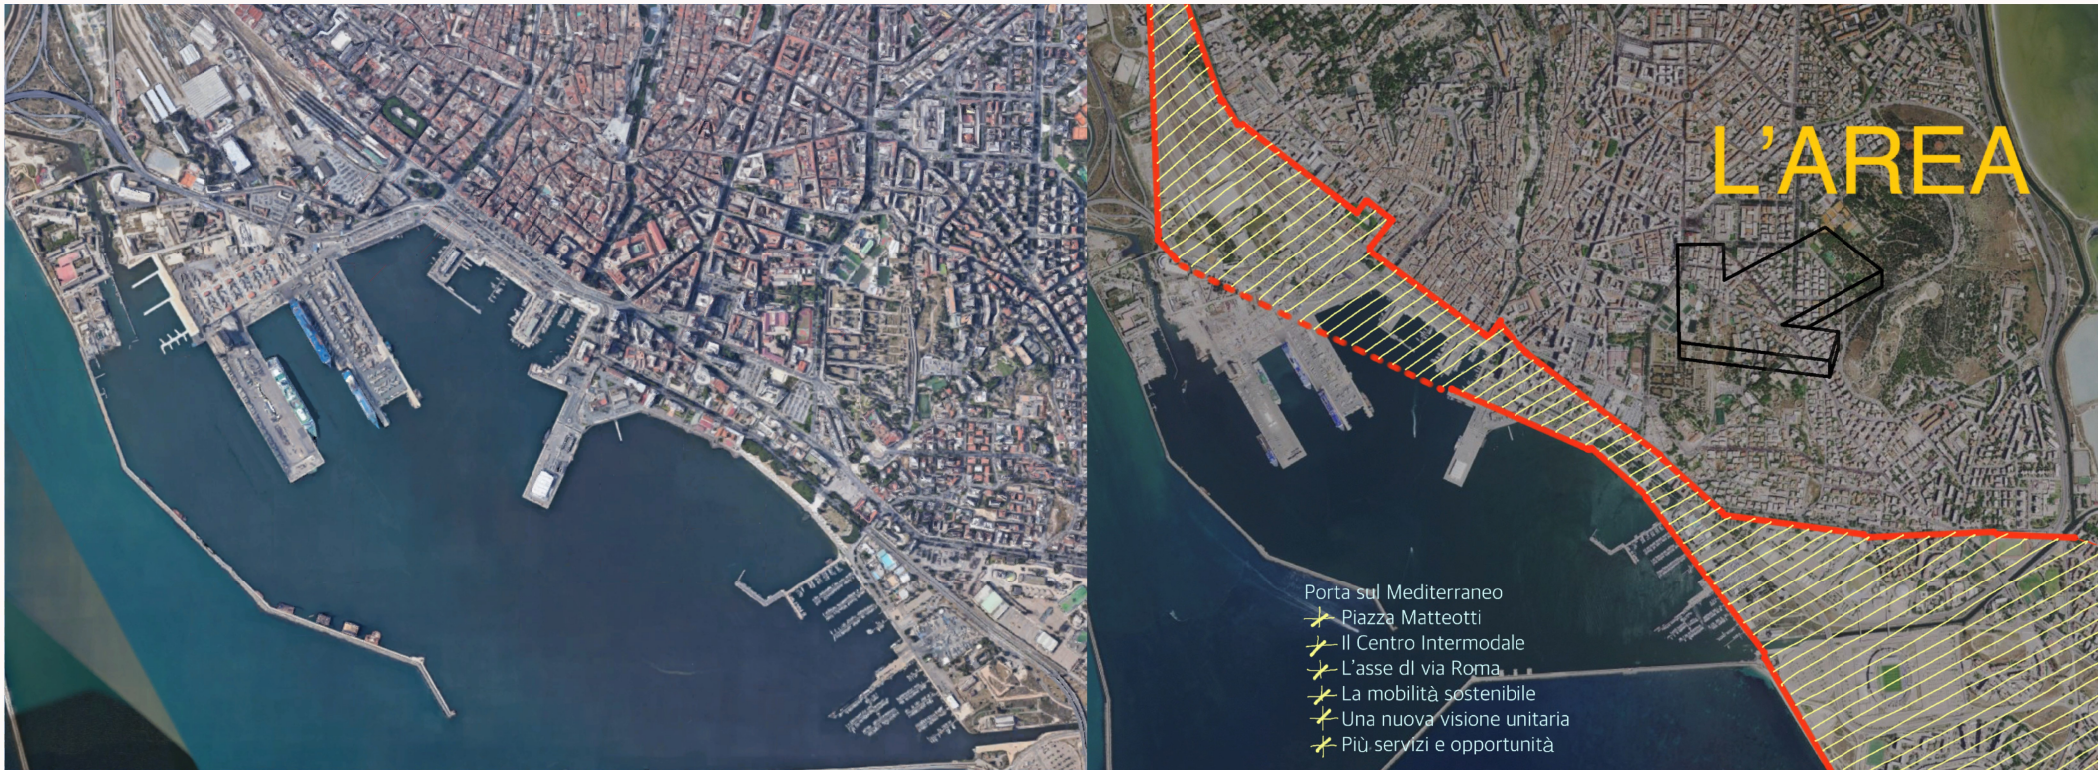 L'AREA
Porta sul Mediterraneo
Piazza Matteotti
Il Centro Intermodale
L'asse dI via Roma
La mobilità sostenibile
Una nuova visione unitaria
Più servizi e opportunità